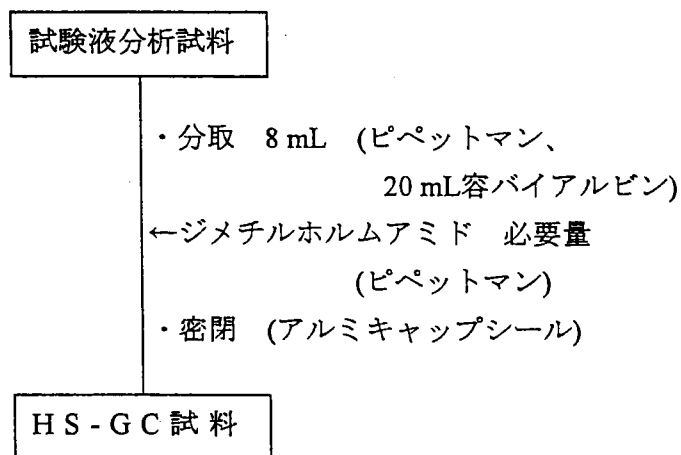 試験液分析試料
・分取 8 mL (ピペットマン、
20 mL容バイアルビン)
←ジメチルホルムアミド 必要量
(ピペットマン)
・密閉 (アルミキャップシール)
HS-GC試料